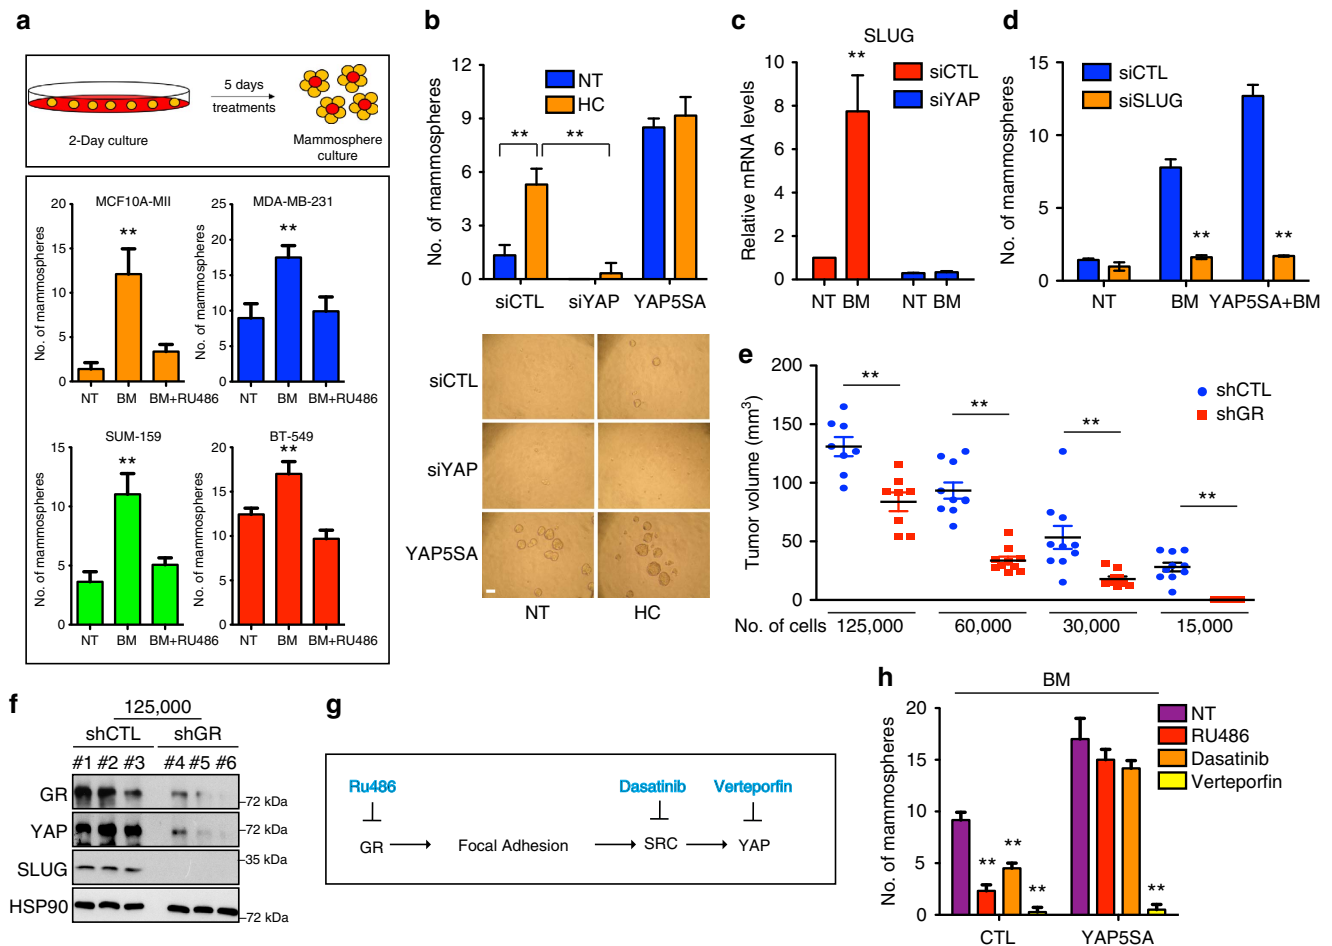 a
5 days
treatments
2-Day culture
Mammosphere
culture
MCF10A-MII
No. of mammospheres
20
15
10
5
0
**
NT
BM
BM+RU486
MDA-MB-231
No. of mammospheres
25
20
15
10
5
0
**
NT
BM
BM+RU486
SUM-159
No. of mammospheres
15
10
5
0
**
NT
BM
BM+RU486
BT-549
No. of mammospheres
20
15
10
5
0
**
NT
BM
BM+RU486
b
No. of mammospheres
12
9
6
3
0
NT
HC
**
**
siCTL
siYAP
YAP5SA
siCTL
siYAP
YAP5SA
NT
HC
c
SLUG
Relative mRNA levels
10
8
6
4
2
0
**
siCTL
siYAP
NT BM
NT BM
d
No. of mammospheres
15
10
5
0
siCTL
siSLUG
**
**
NT
BM
YAP5SA+BM
e
Tumor volume (mm³)
200
150
100
50
0
**
**
**
**
shCTL
shGR
No. of cells
125,000
60,000
30,000
15,000
f
125,000
shCTL
shGR
#1 #2 #3
#4 #5 #6
GR
72 kDa
YAP
72 kDa
SLUG
35 kDa
HSP90
72 kDa
g
Ru486
Dasatinib
Verteporfin
GR
Focal Adhesion
SRC
YAP
h
BM
No. of mammospheres
20
15
10
5
0
NT
RU486
Dasatinib
Verteporfin
**
**
**
**
CTL
YAP5SA